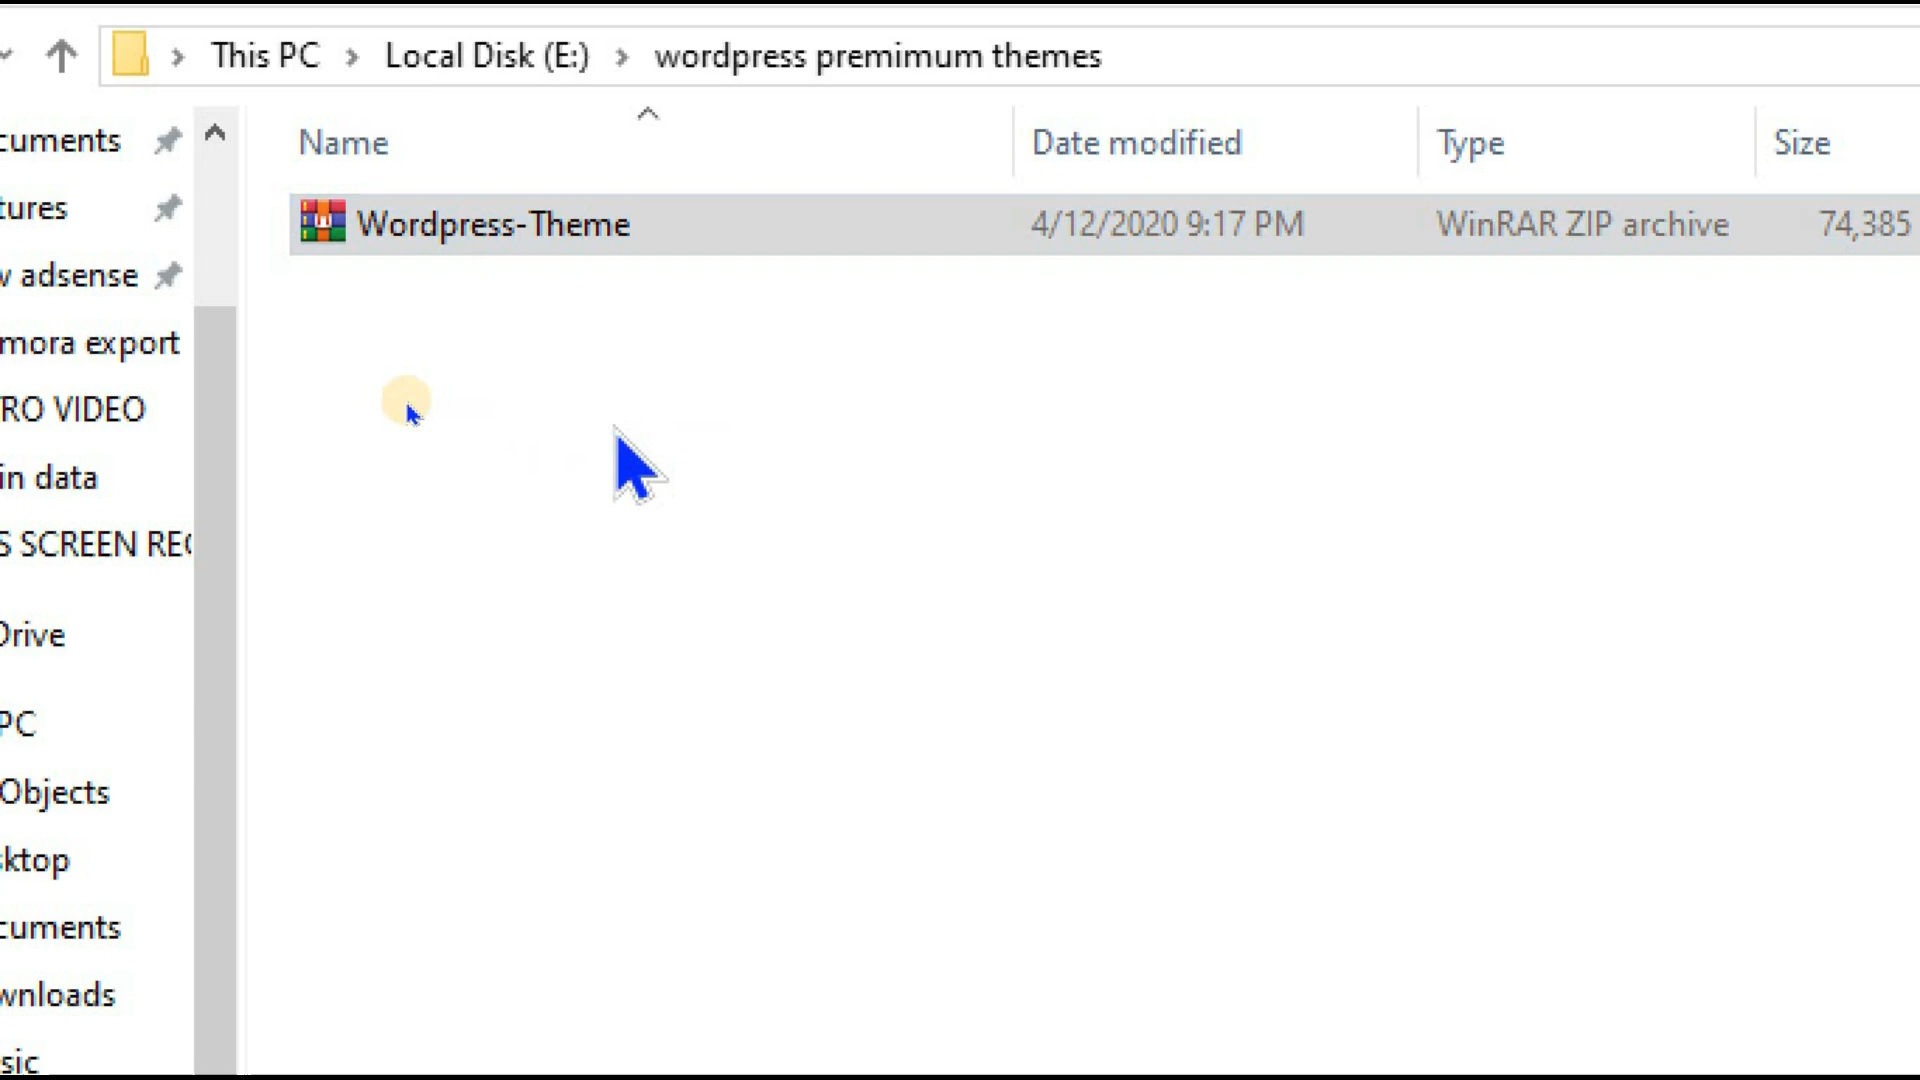 This PC > Local Disk (E:) > wordpress premimum themes
Name Date modified Type Size
Wordpress-Theme 4/12/2020 9:17 PM WinRAR ZIP archive 74,385
cuments
tures
w adsense
mora export
RO VIDEO
in data
S SCREEN REC
Drive
PC
Objects
sktop
cuments
wnloads
sic